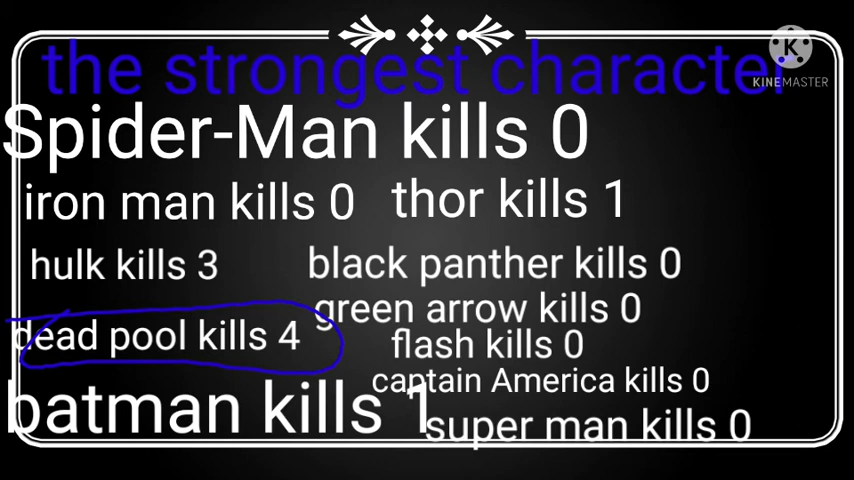 the strongest character
K
KINEMASTER
Spider-Man kills 0
iron man kills 0
thor kills 1
hulk kills 3
black panther kills 0
green arrow kills 0
dead pool kills 4
flash kills 0
captain America kills 0
batman kills 1
super man kills 0